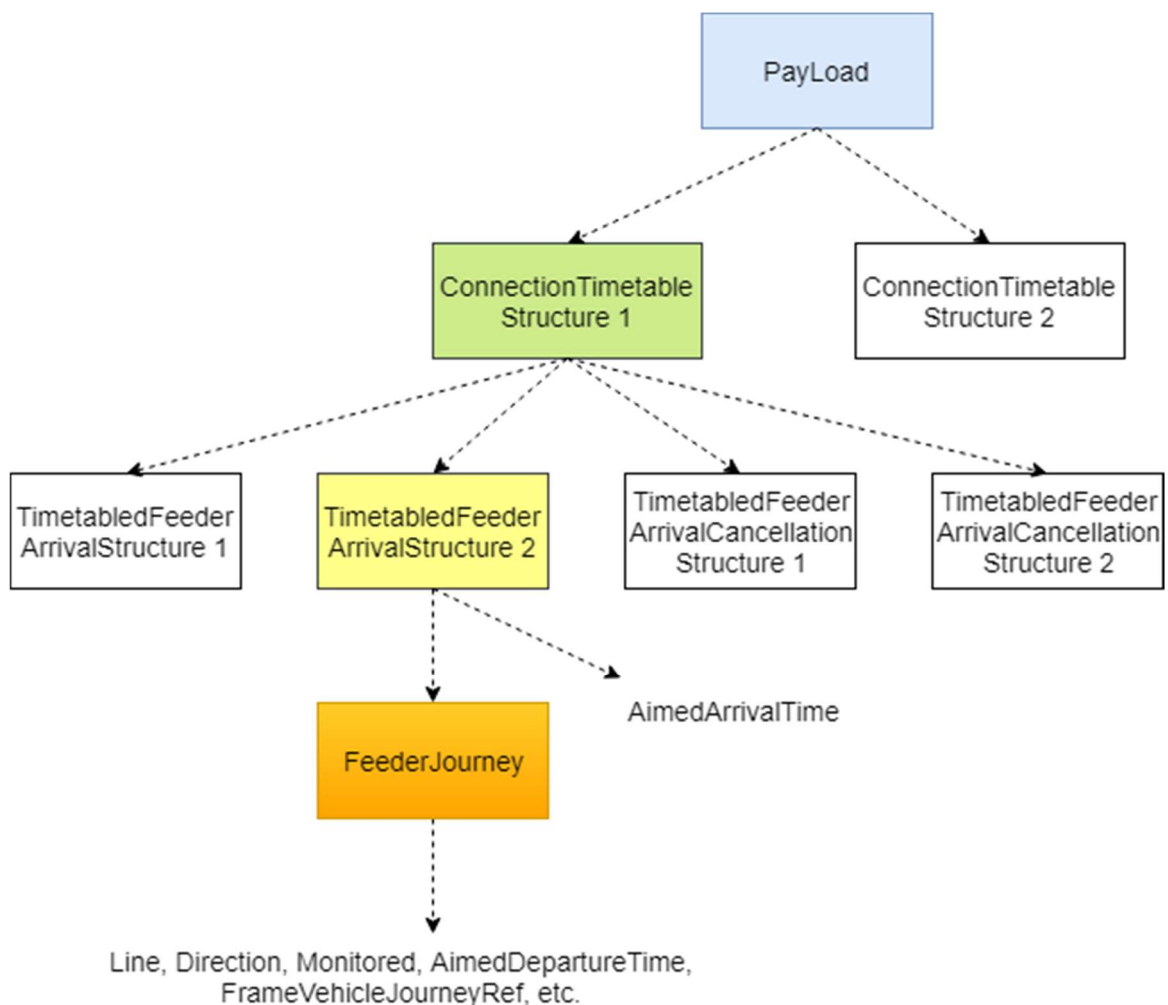 PayLoad
ConnectionTimetable
Structure 1
ConnectionTimetable
Structure 2
TimetabledFeeder
ArrivalStructure 1
TimetabledFeeder
ArrivalStructure 2
TimetabledFeeder
ArrivalCancellation
Structure 1
TimetabledFeeder
ArrivalCancellation
Structure 2
AimedArrivalTime
FeederJourney
Line, Direction, Monitored, AimedDepartureTime,
FrameVehicleJourneyRef, etc.